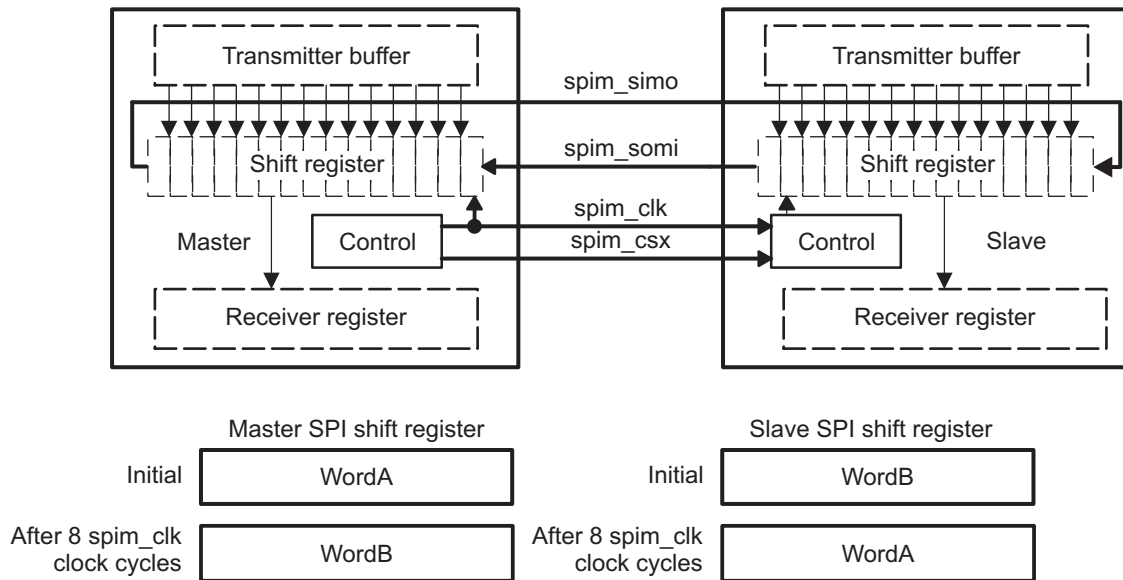 Transmitter buffer
Transmitter buffer
spim_simo
Shift register
spim_somi
Shift register
spim_clk
Master
Control
spim_csx
Control
Slave
Receiver register
Receiver register
Master SPI shift register
Slave SPI shift register
Initial
WordA
Initial
WordB
After 8 spim_clk
clock cycles
WordB
After 8 spim_clk
clock cycles
WordA